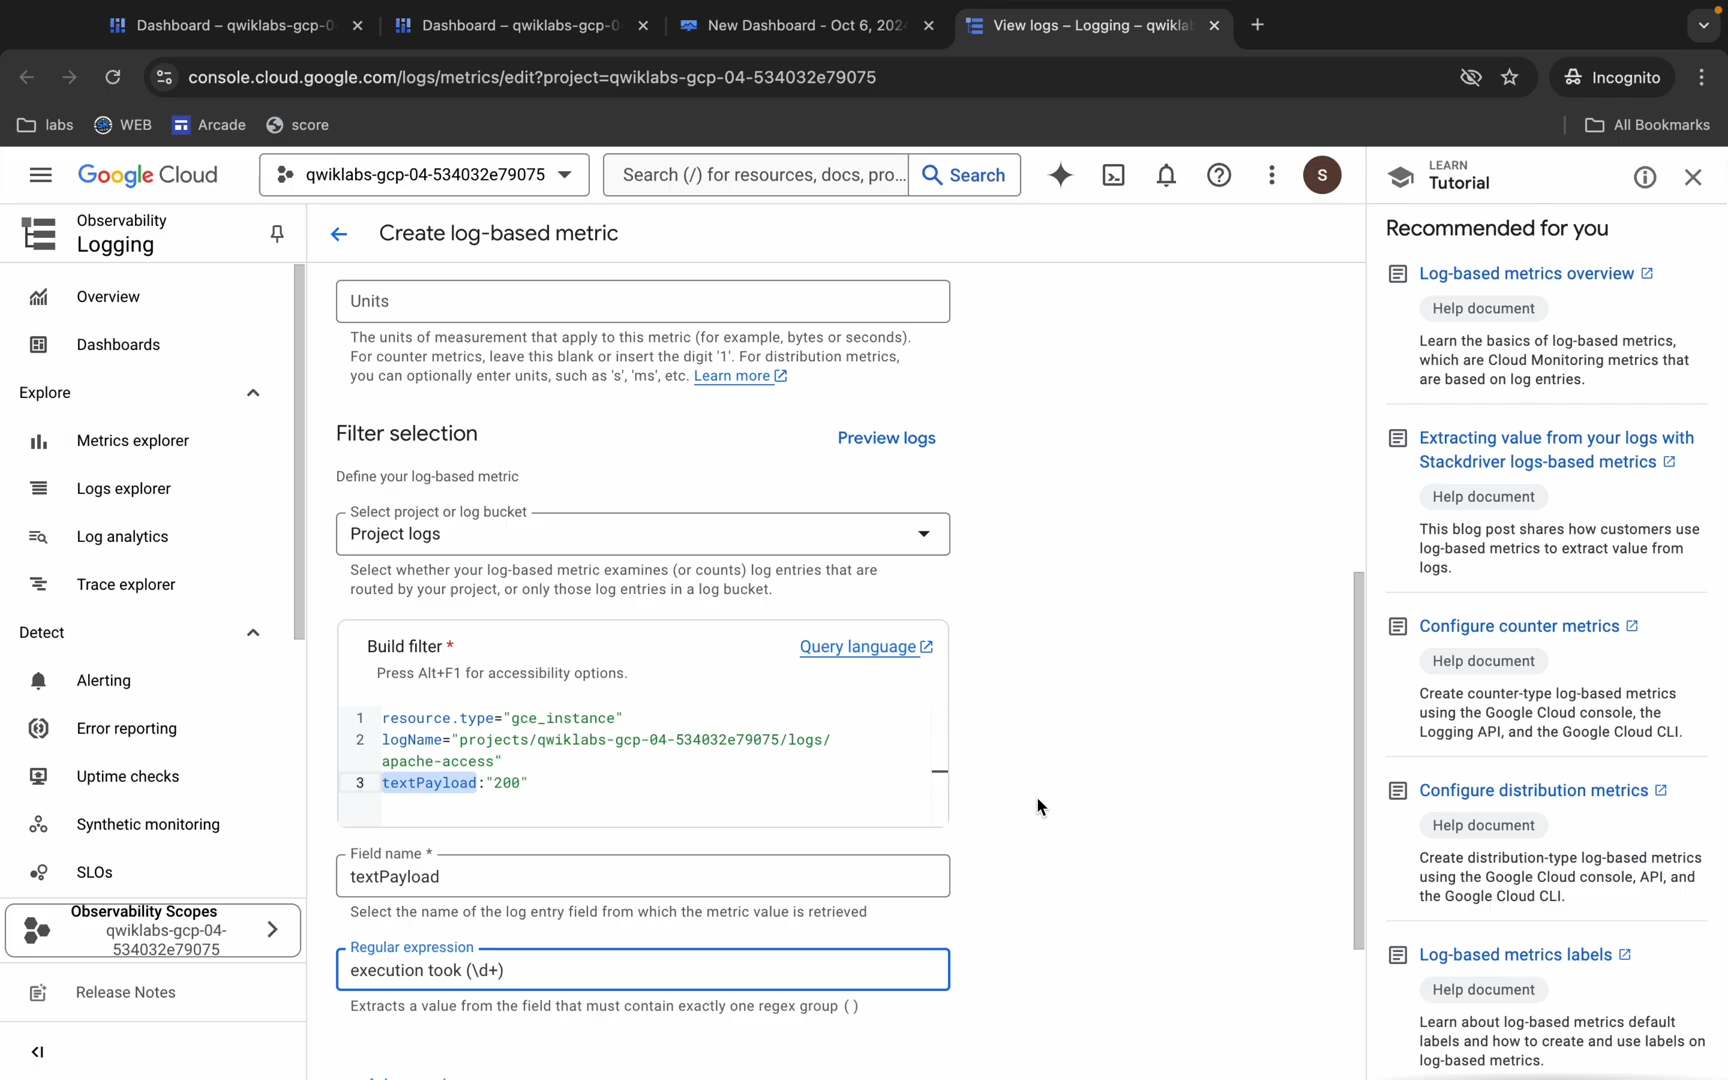 Dashboard – qwiklabs-gcp-0
Dashboard – qwiklabs-gcp-0
New Dashboard - Oct 6, 202
View logs – Logging – qwikla
console.cloud.google.com/logs/metrics/edit?project=qwiklabs-gcp-04-534032e79075
Incognito
labs
WEB
Arcade
score
All Bookmarks
Google Cloud
qwiklabs-gcp-04-534032e79075
Search (/) for resources, docs, pro...
Search
S
LEARN
Tutorial
Observability
Logging
Create log-based metric
Recommended for you
Overview
Dashboards
Explore
Metrics explorer
Logs explorer
Log analytics
Trace explorer
Detect
Alerting
Error reporting
Uptime checks
Synthetic monitoring
SLOs
Observability Scopes
qwiklabs-gcp-04-
534032e79075
Release Notes
Units
The units of measurement that apply to this metric (for example, bytes or seconds).
For counter metrics, leave this blank or insert the digit '1'. For distribution metrics,
you can optionally enter units, such as 's', 'ms', etc. Learn more
Filter selection
Preview logs
Define your log-based metric
Select project or log bucket
Project logs
Select whether your log-based metric examines (or counts) log entries that are
routed by your project, or only those log entries in a log bucket.
Build filter *
Query language
Press Alt+F1 for accessibility options.
1 resource.type="gce_instance"
2 logName="projects/qwiklabs-gcp-04-534032e79075/logs/
apache-access"
3 textPayload:"200"
Field name *
textPayload
Select the name of the log entry field from which the metric value is retrieved
Regular expression
execution took (\d+)
Extracts a value from the field that must contain exactly one regex group ( )
Log-based metrics overview
Help document
Learn the basics of log-based metrics,
which are Cloud Monitoring metrics that
are based on log entries.
Extracting value from your logs with
Stackdriver logs-based metrics
Help document
This blog post shares how customers use
log-based metrics to extract value from
logs.
Configure counter metrics
Help document
Create counter-type log-based metrics
using the Google Cloud console, the
Logging API, and the Google Cloud CLI.
Configure distribution metrics
Help document
Create distribution-type log-based metrics
using the Google Cloud console, API, and
the Google Cloud CLI.
Log-based metrics labels
Help document
Learn about log-based metrics default
labels and how to create and use labels on
log-based metrics.